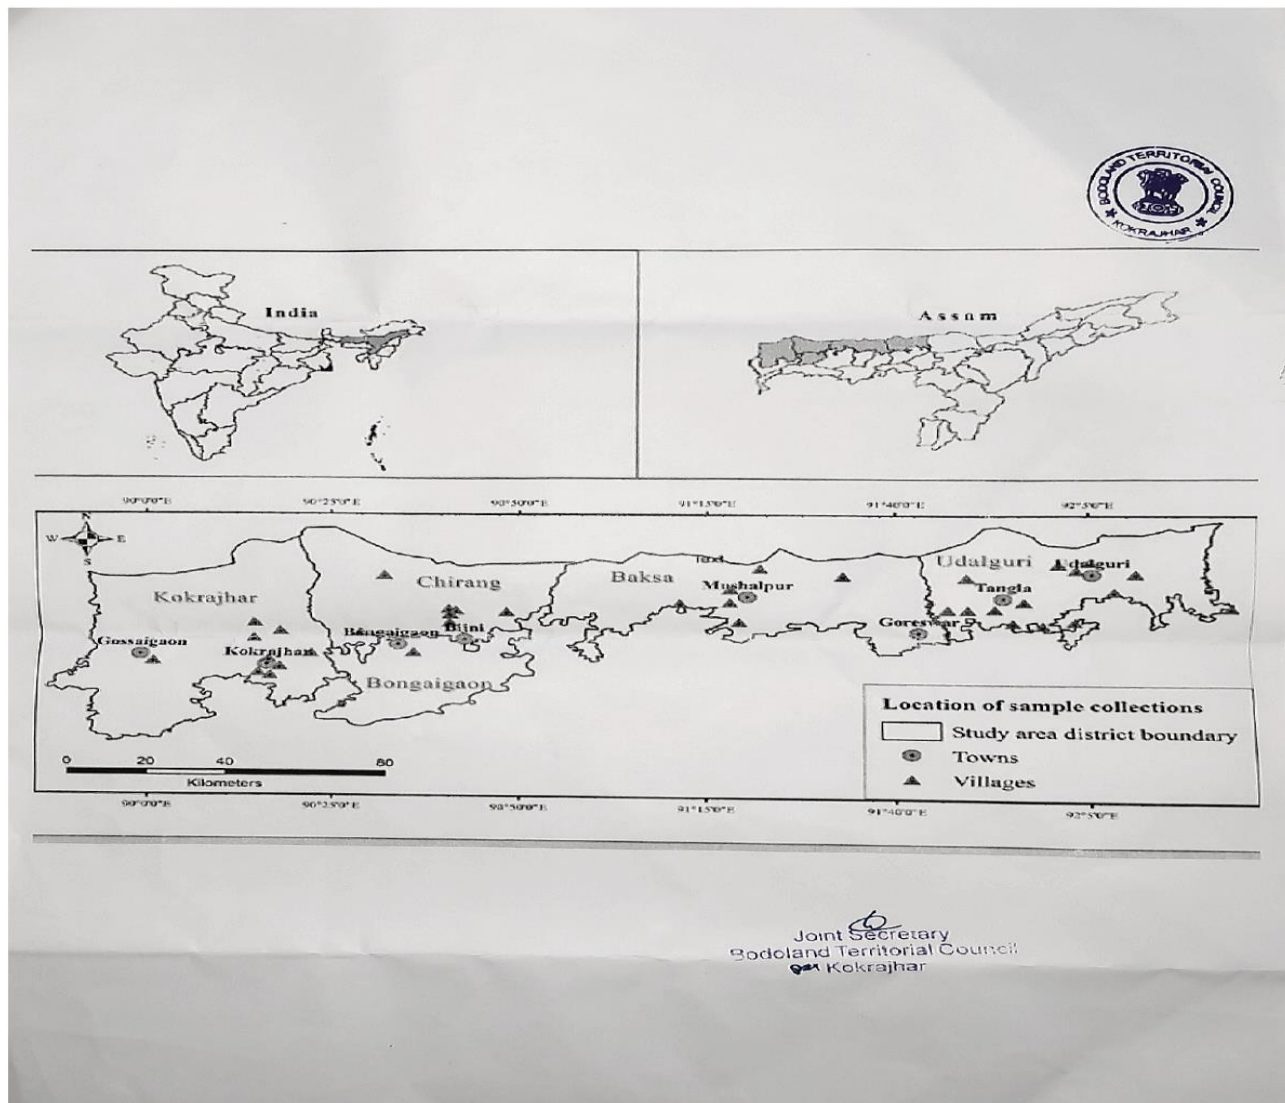 BODOLAND TERRITORIAL COUNCIL
★ KOKRAJHAR ★
India
Assam
90°0'0"E 90°25'0"E 90°50'0"E 91°15'0"E 91°40'0"E 92°5'0"E
N
W E
S
Text
Udalguri
Udalguri
Chirang
Baksa
Mushalpur
Tangla
Kokrajhar
Gossaigaon
Bongaigaon
Bijni
Goreswar
Kokrajhar
Bongaigaon
Location of sample collections
Study area district boundary
Towns
Villages
0 20 40 80
Kilometers
90°0'0"E 90°25'0"E 90°50'0"E 91°15'0"E 91°40'0"E 92°5'0"E
Joint Secretary
Bodoland Territorial Council
Kokrajhar